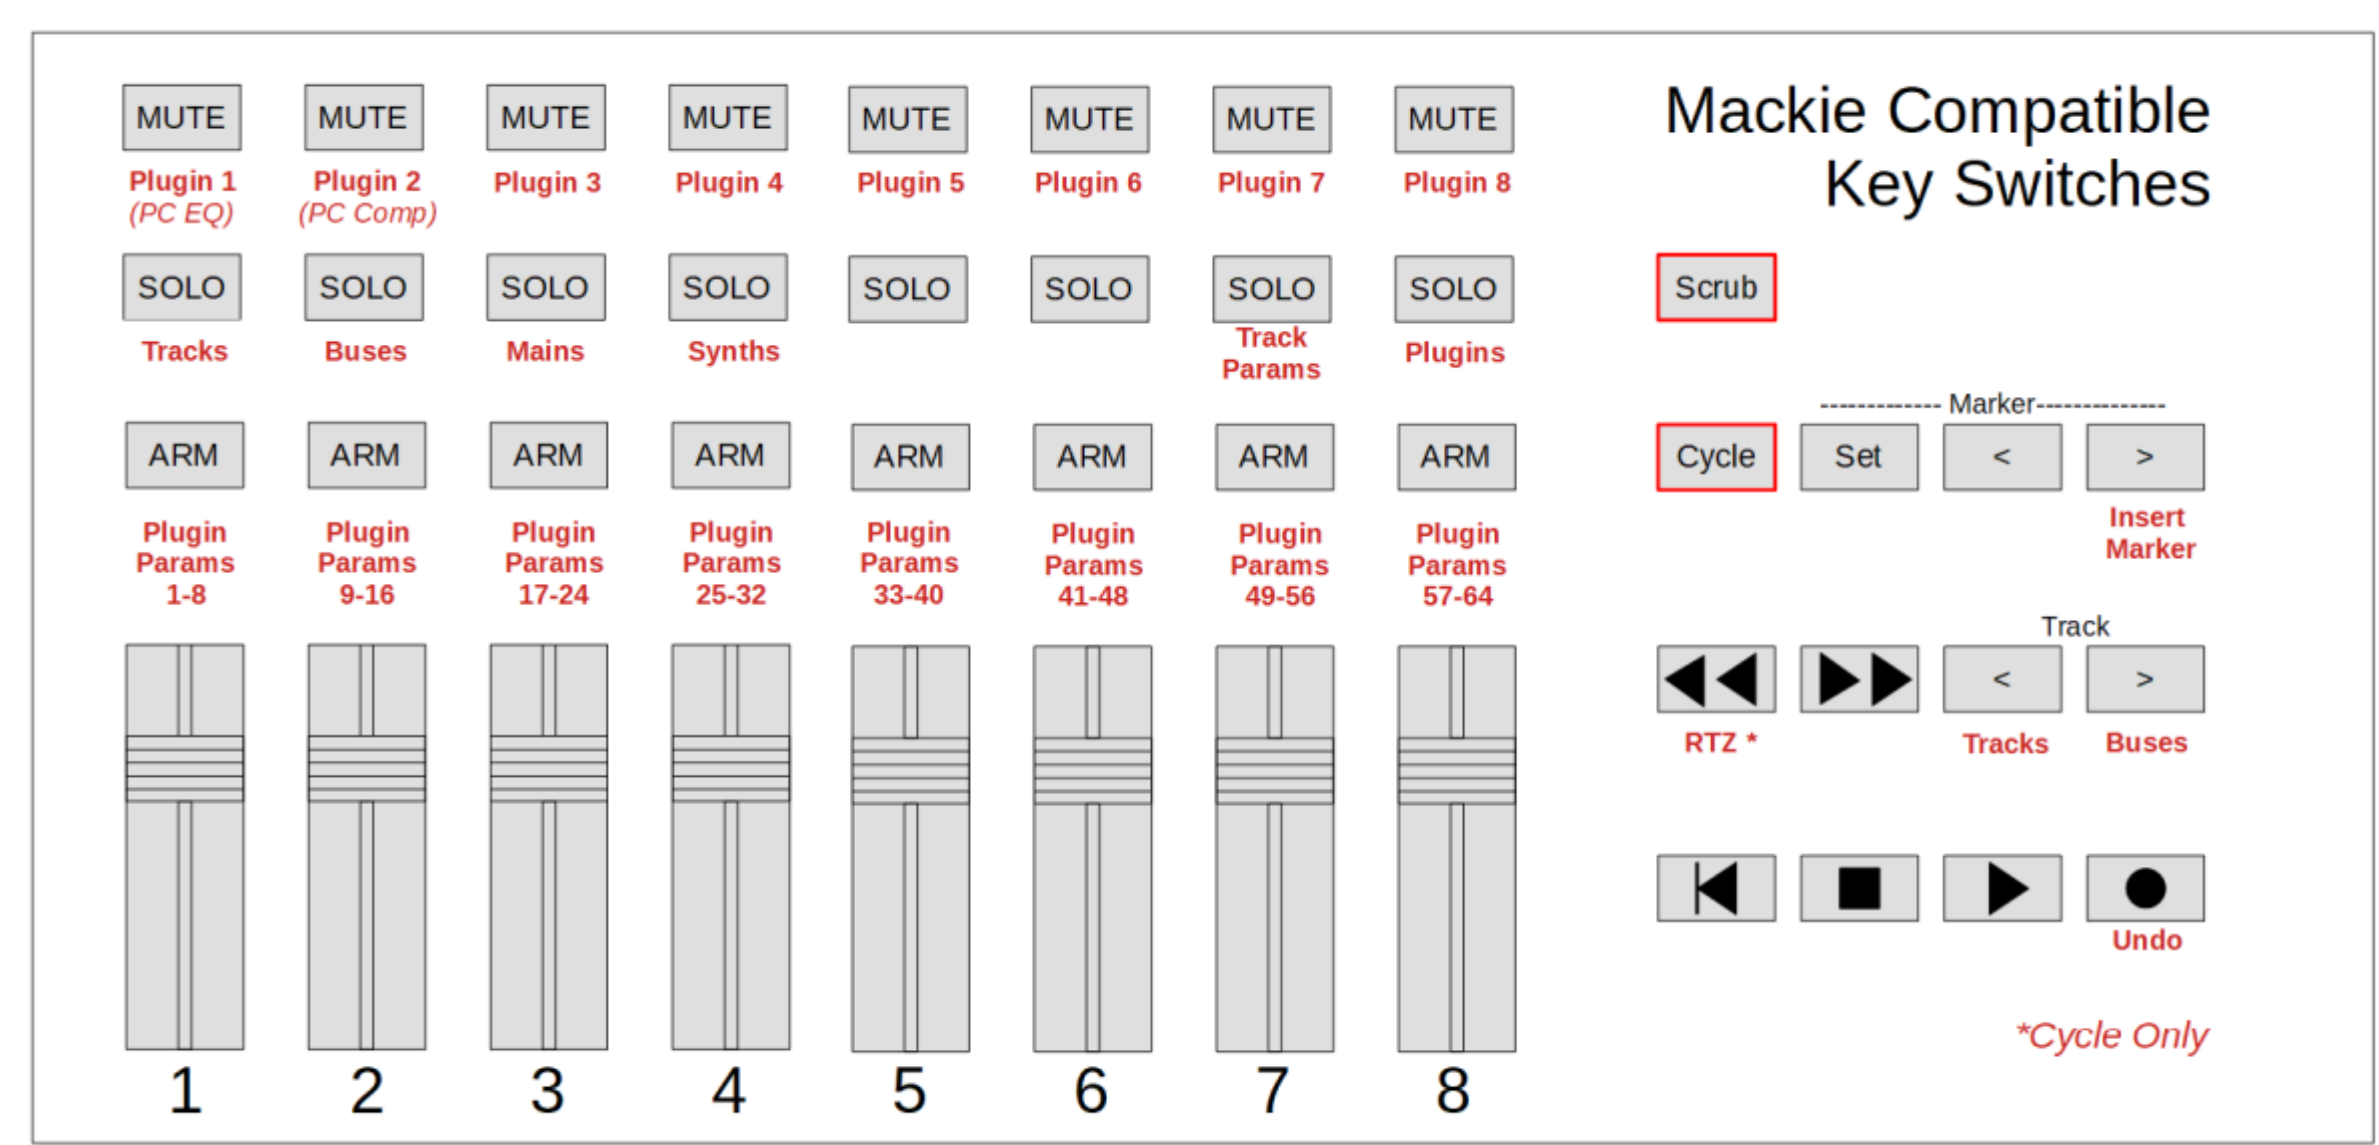 Mackie Compatible
Key Switches
MUTE MUTE MUTE MUTE MUTE MUTE MUTE MUTE
Plugin 1 Plugin 2 Plugin 3 Plugin 4 Plugin 5 Plugin 6 Plugin 7 Plugin 8
(PC EQ) (PC Comp)
SOLO SOLO SOLO SOLO SOLO SOLO SOLO SOLO Scrub
Tracks Buses Mains Synths Track Params Plugins
------------- Marker--------------
ARM ARM ARM ARM ARM ARM ARM ARM Cycle Set < >
Insert
Marker
Plugin Plugin Plugin Plugin Plugin Plugin Plugin Plugin
Params Params Params Params Params Params Params Params
1-8 9-16 17-24 25-32 33-40 41-48 49-56 57-64
Track
< >
RTZ * Tracks Buses
Undo
*Cycle Only
1 2 3 4 5 6 7 8